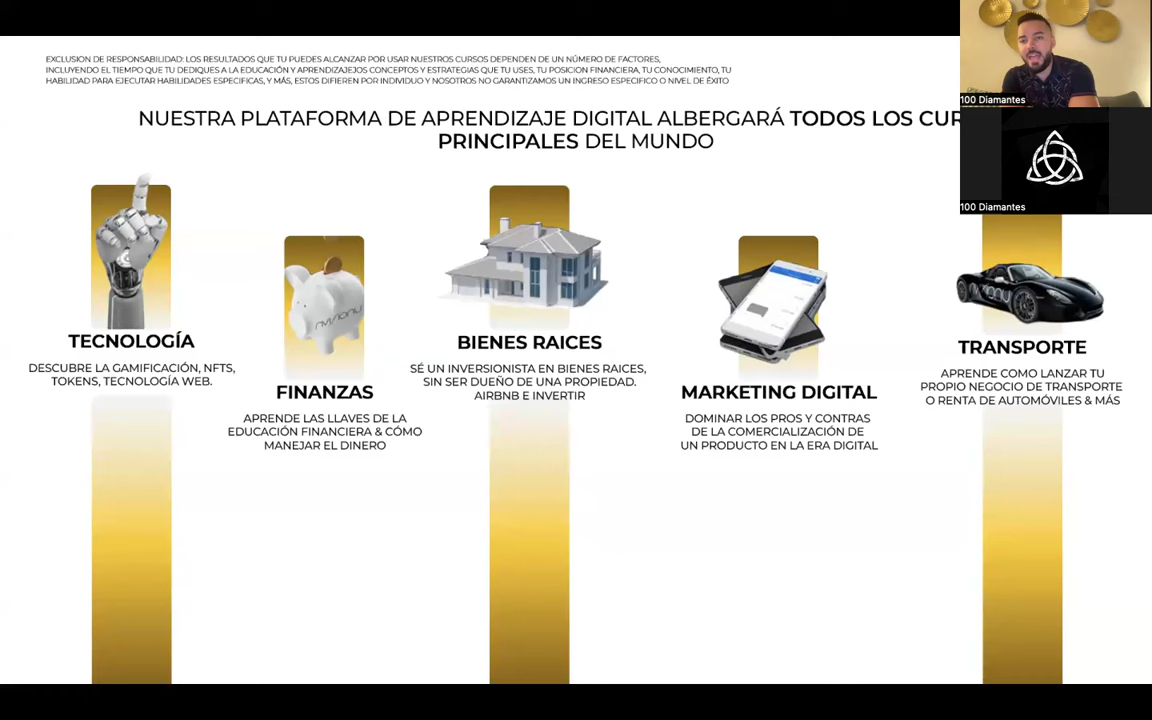 EXCLUSION DE RESPONSABILIDAD: LOS RESULTADOS QUE TU PUEDES ALCANZAR POR USAR NUESTROS CURSOS DEPENDEN DE UN NÚMERO DE FACTORES,
INCLUYENDO EL TIEMPO QUE TU DEDIQUES A LA EDUCACIÓN Y APRENDIZAJEJOS CONCEPTOS Y ESTRATEGIAS QUE TU USES, TU POSICION FINANCIERA, TU CONOCIMIENTO, TU
HABILIDAD PARA EJECUTAR HABILIDADES ESPECIFICAS, Y MÁS, ESTOS DIFIEREN POR INDIVIDUO Y NOSOTROS NO GARANTIZAMOS UN INGRESO ESPECIFICO O NIVEL DE ÉXITO
100 Diamantes
NUESTRA PLATAFORMA DE APRENDIZAJE DIGITAL ALBERGARÁ TODOS LOS
PRINCIPALES DEL MUNDO
100 Diamantes
TECNOLOGÍA
DESCUBRE LA GAMIFICACIÓN, NFTS,
TOKENS, TECNOLOGÍA WEB.
FINANZAS
APRENDE LAS LLAVES DE LA
EDUCACIÓN FINANCIERA & CÓMO
MANEJAR EL DINERO
BIENES RAICES
SÉ UN INVERSIONISTA EN BIENES RAICES,
SIN SER DUEÑO DE UNA PROPIEDAD.
AIRBNB E INVERTIR
MARKETING DIGITAL
DOMINAR LOS PROS Y CONTRAS
DE LA COMERCIALIZACIÓN DE
UN PRODUCTO EN LA ERA DIGITAL
TRANSPORTE
APRENDE COMO LANZAR TU
PROPIO NEGOCIO DE TRANSPORTE
O RENTA DE AUTOMÓVILES & MÁS